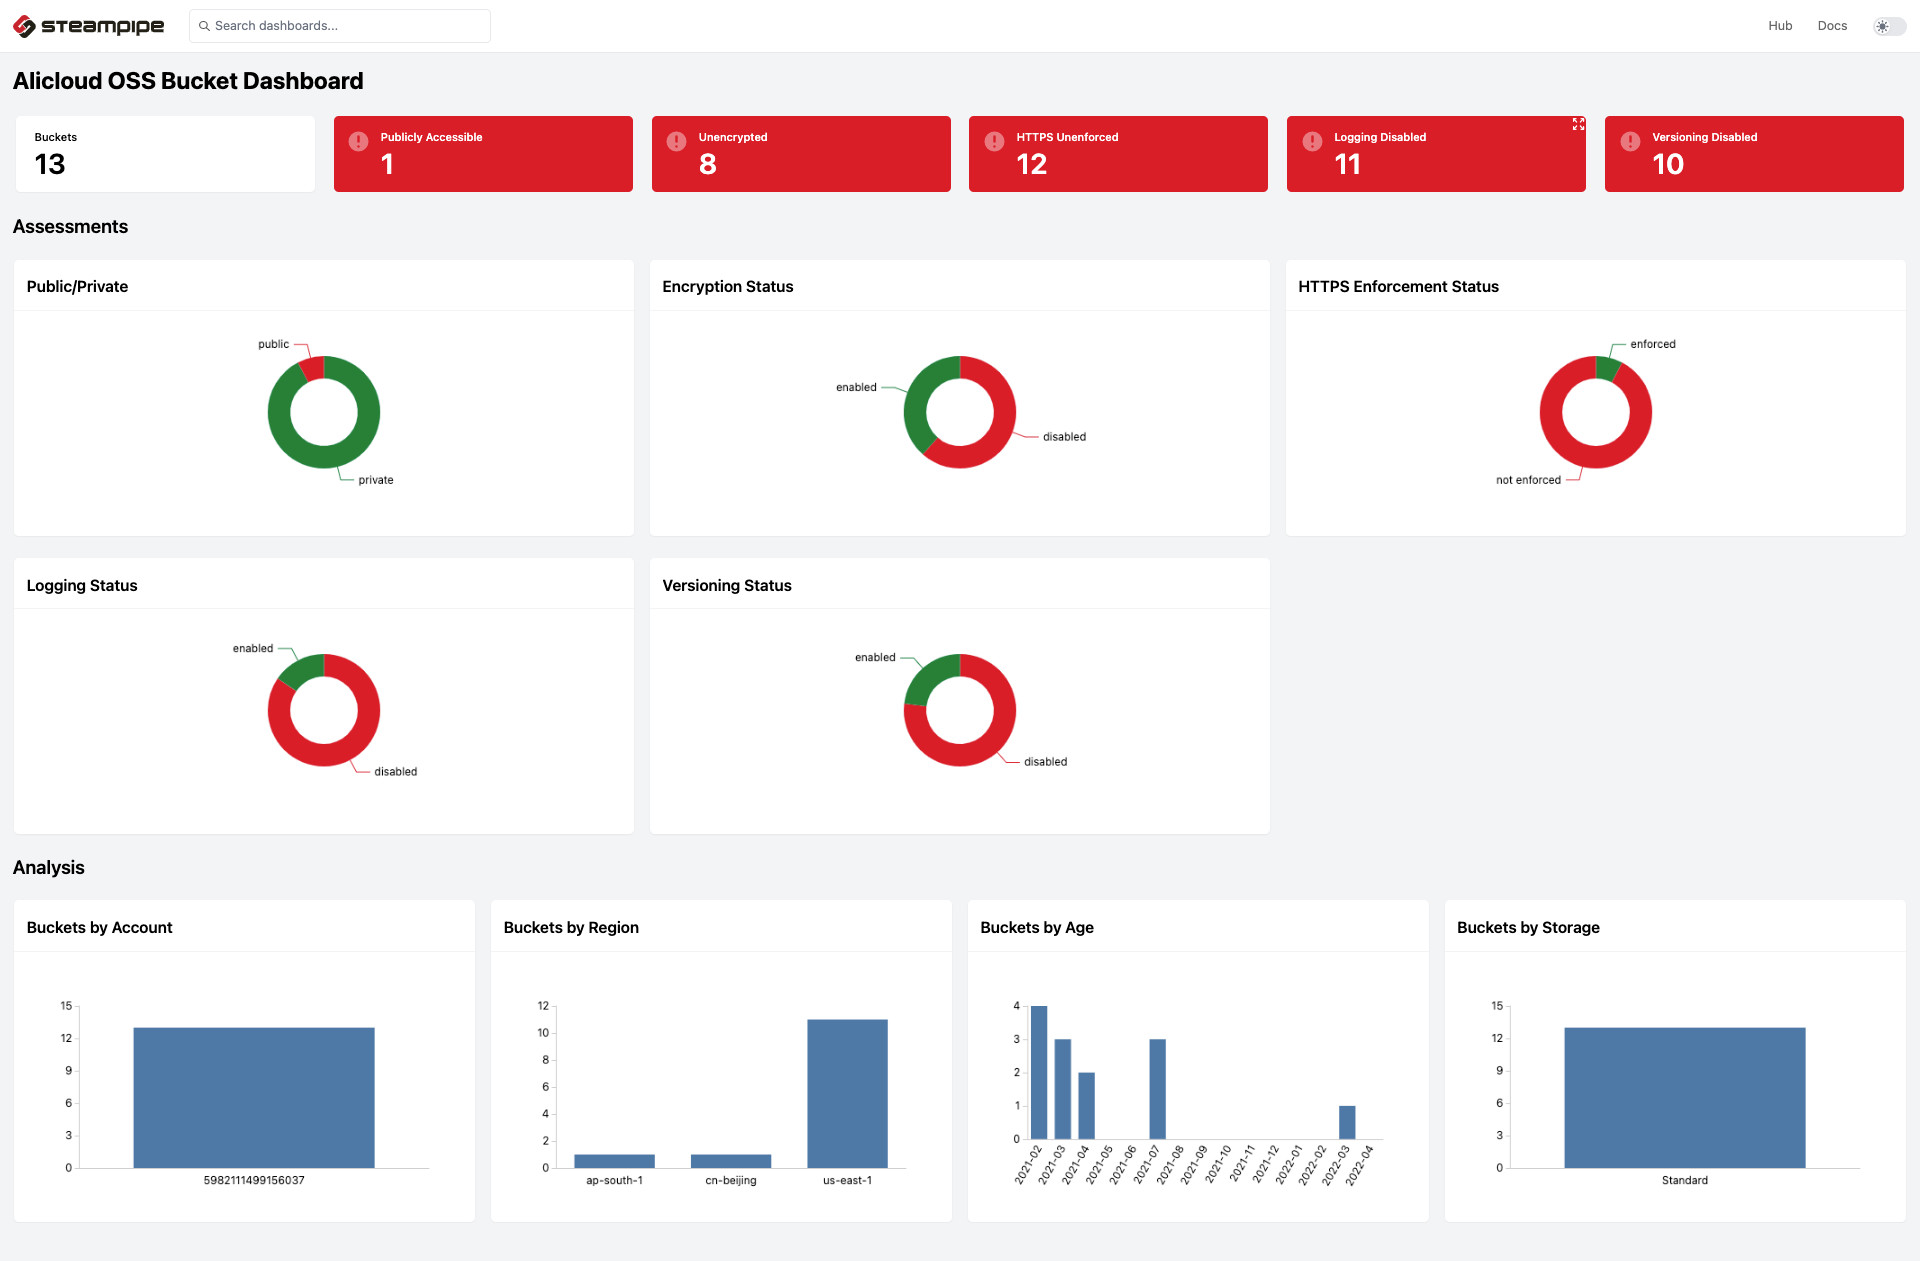 steampipe
Search dashboards...
Hub
Docs
Alicloud OSS Bucket Dashboard
Buckets
13
Publicly Accessible
1
Unencrypted
8
HTTPS Unenforced
12
Logging Disabled
11
Versioning Disabled
10
Assessments
Public/Private
public
private
Encryption Status
enabled
disabled
HTTPS Enforcement Status
enforced
not enforced
Logging Status
enabled
disabled
Versioning Status
enabled
disabled
Analysis
Buckets by Account
15
12
9
6
3
0
5982111499156037
Buckets by Region
12
10
8
6
4
2
0
ap-south-1
cn-beijing
us-east-1
Buckets by Age
4
3
2
1
0
2021-02
2021-03
2021-04
2021-05
2021-06
2021-07
2021-08
2021-09
2021-10
2021-11
2021-12
2022-01
2022-02
2022-03
2022-04
Buckets by Storage
15
12
9
6
3
0
Standard